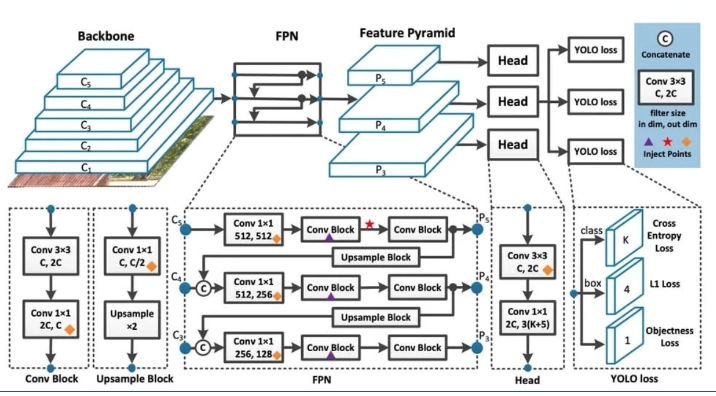 Backbone
FPN
Feature Pyramid
C5
C4
C3
C2
C1
P5
P4
P3
Head
Head
Head
YOLO loss
YOLO loss
YOLO loss
C
Concatenate
Conv 3×3
C, 2C
filter size
in dim, out dim
Inject Points
Conv 3×3
C, 2C
Conv 1×1
2C, C
Conv Block
Conv 1×1
C, C/2
Upsample
×2
Upsample Block
C5
Conv 1×1
512, 512
Conv Block
Conv Block
P5
Upsample Block
C4
C
Conv 1×1
512, 256
Conv Block
Conv Block
P4
Upsample Block
C3
C
Conv 1×1
256, 128
Conv Block
Conv Block
P3
FPN
Conv 3×3
C, 2C
Conv 1×1
2C, 3(K+5)
Head
class
K
Cross
Entropy
Loss
box
4
L1 Loss
1
Objectness
Loss
YOLO loss